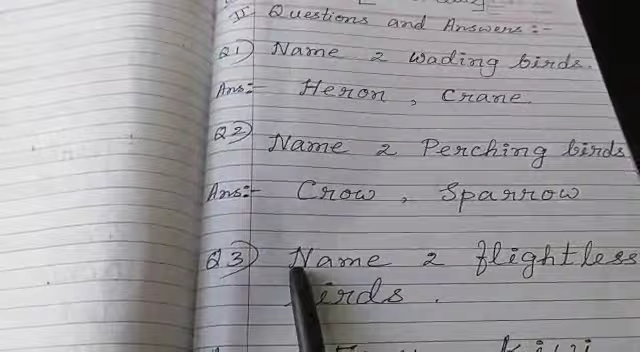 II Questions and Answers:-
Q1) Name 2 wading birds.
Ans:- Heron, Crane
Q2) Name 2 Perching birds
Ans:- Crow, Sparrow
Q3) Name 2 flightless
birds.